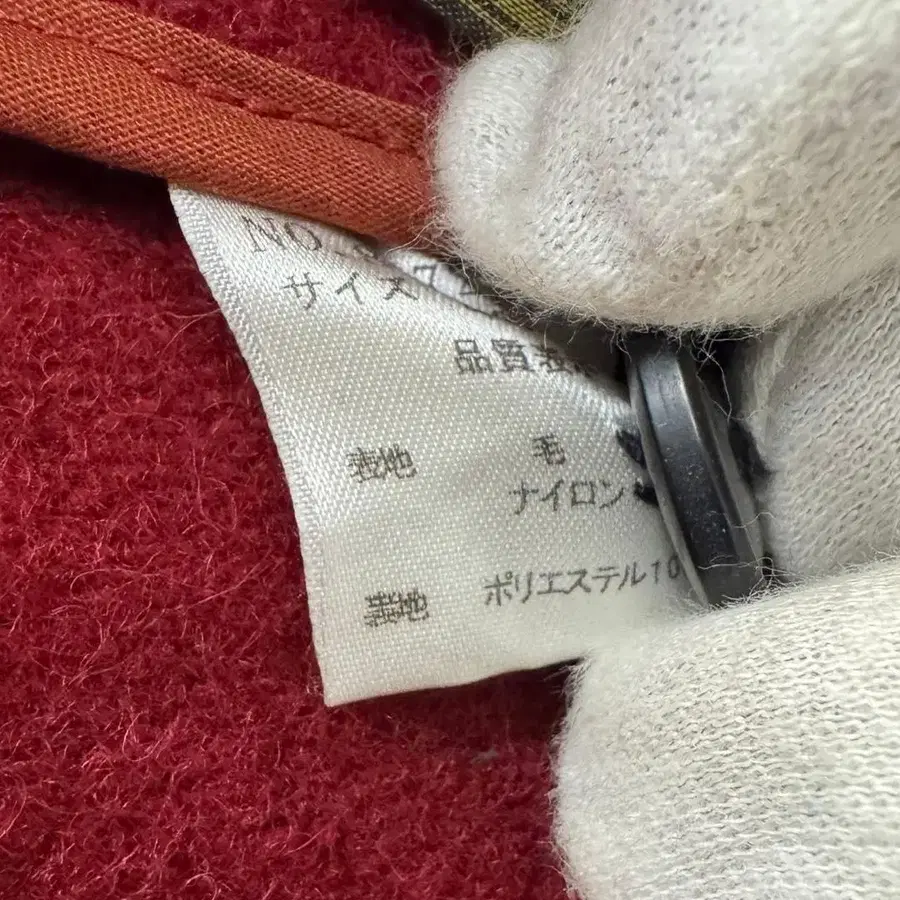 No
サイズ
品質表
表地 毛
ナイロン
裏地 ポリエステル10